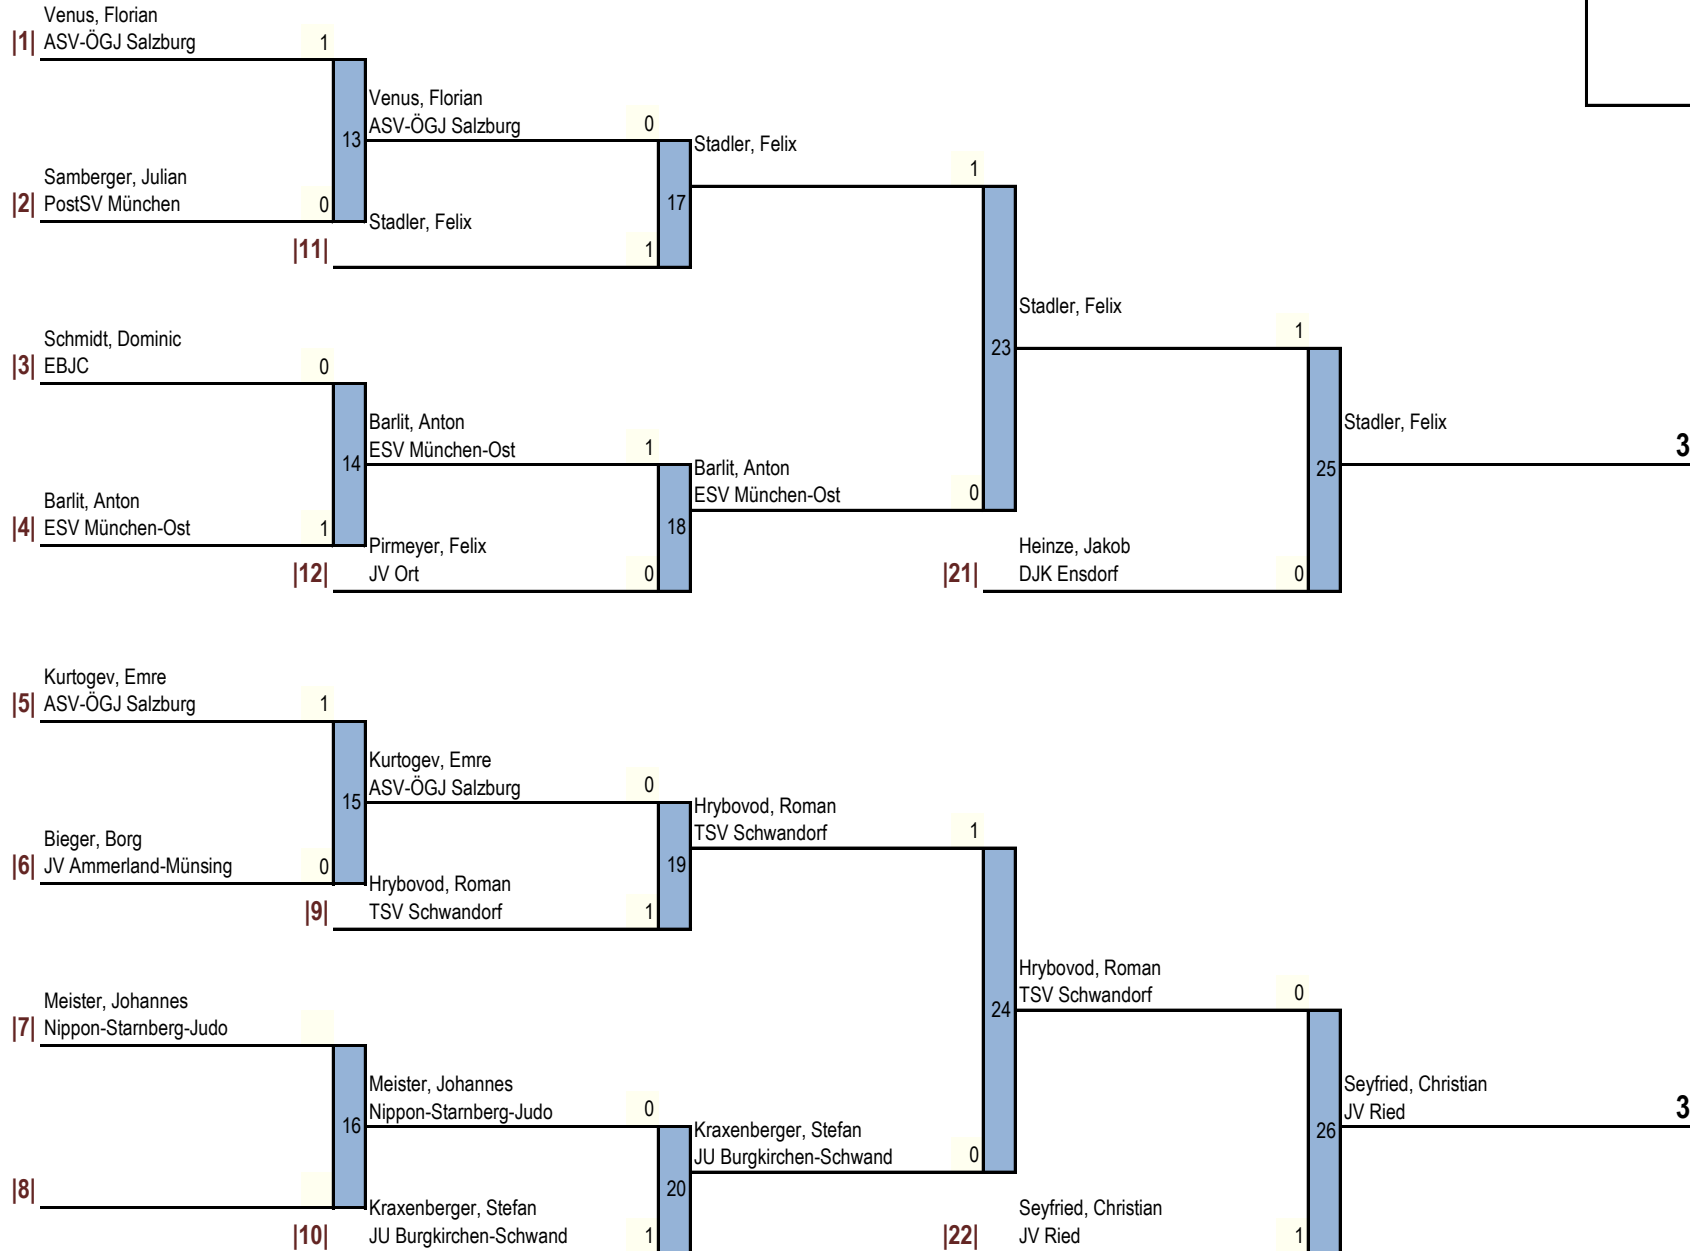 Venus, Florian
|1| ASV-ÖGJ Salzburg 1
13
Venus, Florian
ASV-ÖGJ Salzburg 0
Samberger, Julian
|2| PostSV München 0
Stadler, Felix
|11| 1
17
Stadler, Felix
1
Schmidt, Dominic
|3| EBJC 0
14
Barlit, Anton
ESV München-Ost 1
Barlit, Anton
|4| ESV München-Ost 1
Pirmeyer, Felix
|12| JV Ort 0
18
Barlit, Anton
ESV München-Ost 0
23
Stadler, Felix
1
Heinze, Jakob
|21| DJK Ensdorf 0
25
Stadler, Felix
3
Kurtogev, Emre
|5| ASV-ÖGJ Salzburg 1
15
Kurtogev, Emre
ASV-ÖGJ Salzburg 0
Bieger, Borg
|6| JV Ammerland-Münsing 0
Hrybovod, Roman
|9| TSV Schwandorf 1
19
Hrybovod, Roman
TSV Schwandorf 1
Meister, Johannes
|7| Nippon-Starnberg-Judo
16
Meister, Johannes
Nippon-Starnberg-Judo 0
|8|
Kraxenberger, Stefan
|10| JU Burgkirchen-Schwand 1
20
Kraxenberger, Stefan
JU Burgkirchen-Schwand 0
24
Hrybovod, Roman
TSV Schwandorf 0
Seyfried, Christian
|22| JV Ried 1
26
Seyfried, Christian
JV Ried 3